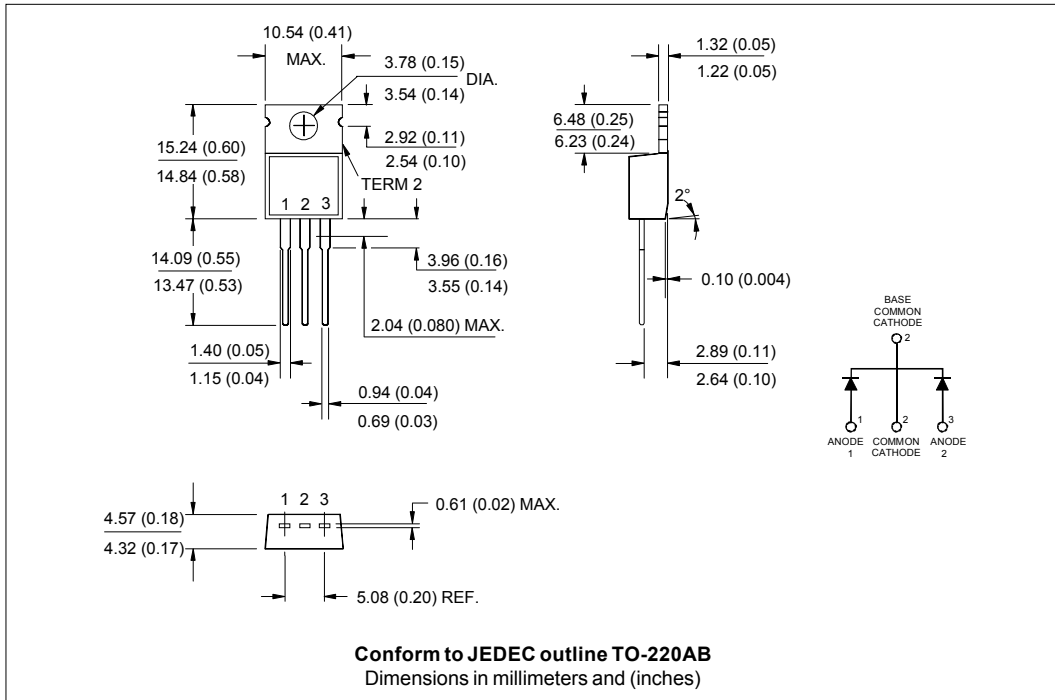 10.54 (0.41)
MAX.
3.78 (0.15)
3.54 (0.14)
DIA.
2.92 (0.11)
2.54 (0.10)
TERM 2
15.24 (0.60)
14.84 (0.58)
1 2 3
14.09 (0.55)
13.47 (0.53)
3.96 (0.16)
3.55 (0.14)
2.04 (0.080) MAX.
1.40 (0.05)
1.15 (0.04)
0.94 (0.04)
0.69 (0.03)
1.32 (0.05)
1.22 (0.05)
6.48 (0.25)
6.23 (0.24)
2°
0.10 (0.004)
2.89 (0.11)
2.64 (0.10)
BASE
COMMON
CATHODE
2
1 2 3
ANODE COMMON ANODE
1 CATHODE 2
1 2 3
4.57 (0.18)
4.32 (0.17)
0.61 (0.02) MAX.
5.08 (0.20) REF.
Conform to JEDEC outline TO-220AB
Dimensions in millimeters and (inches)